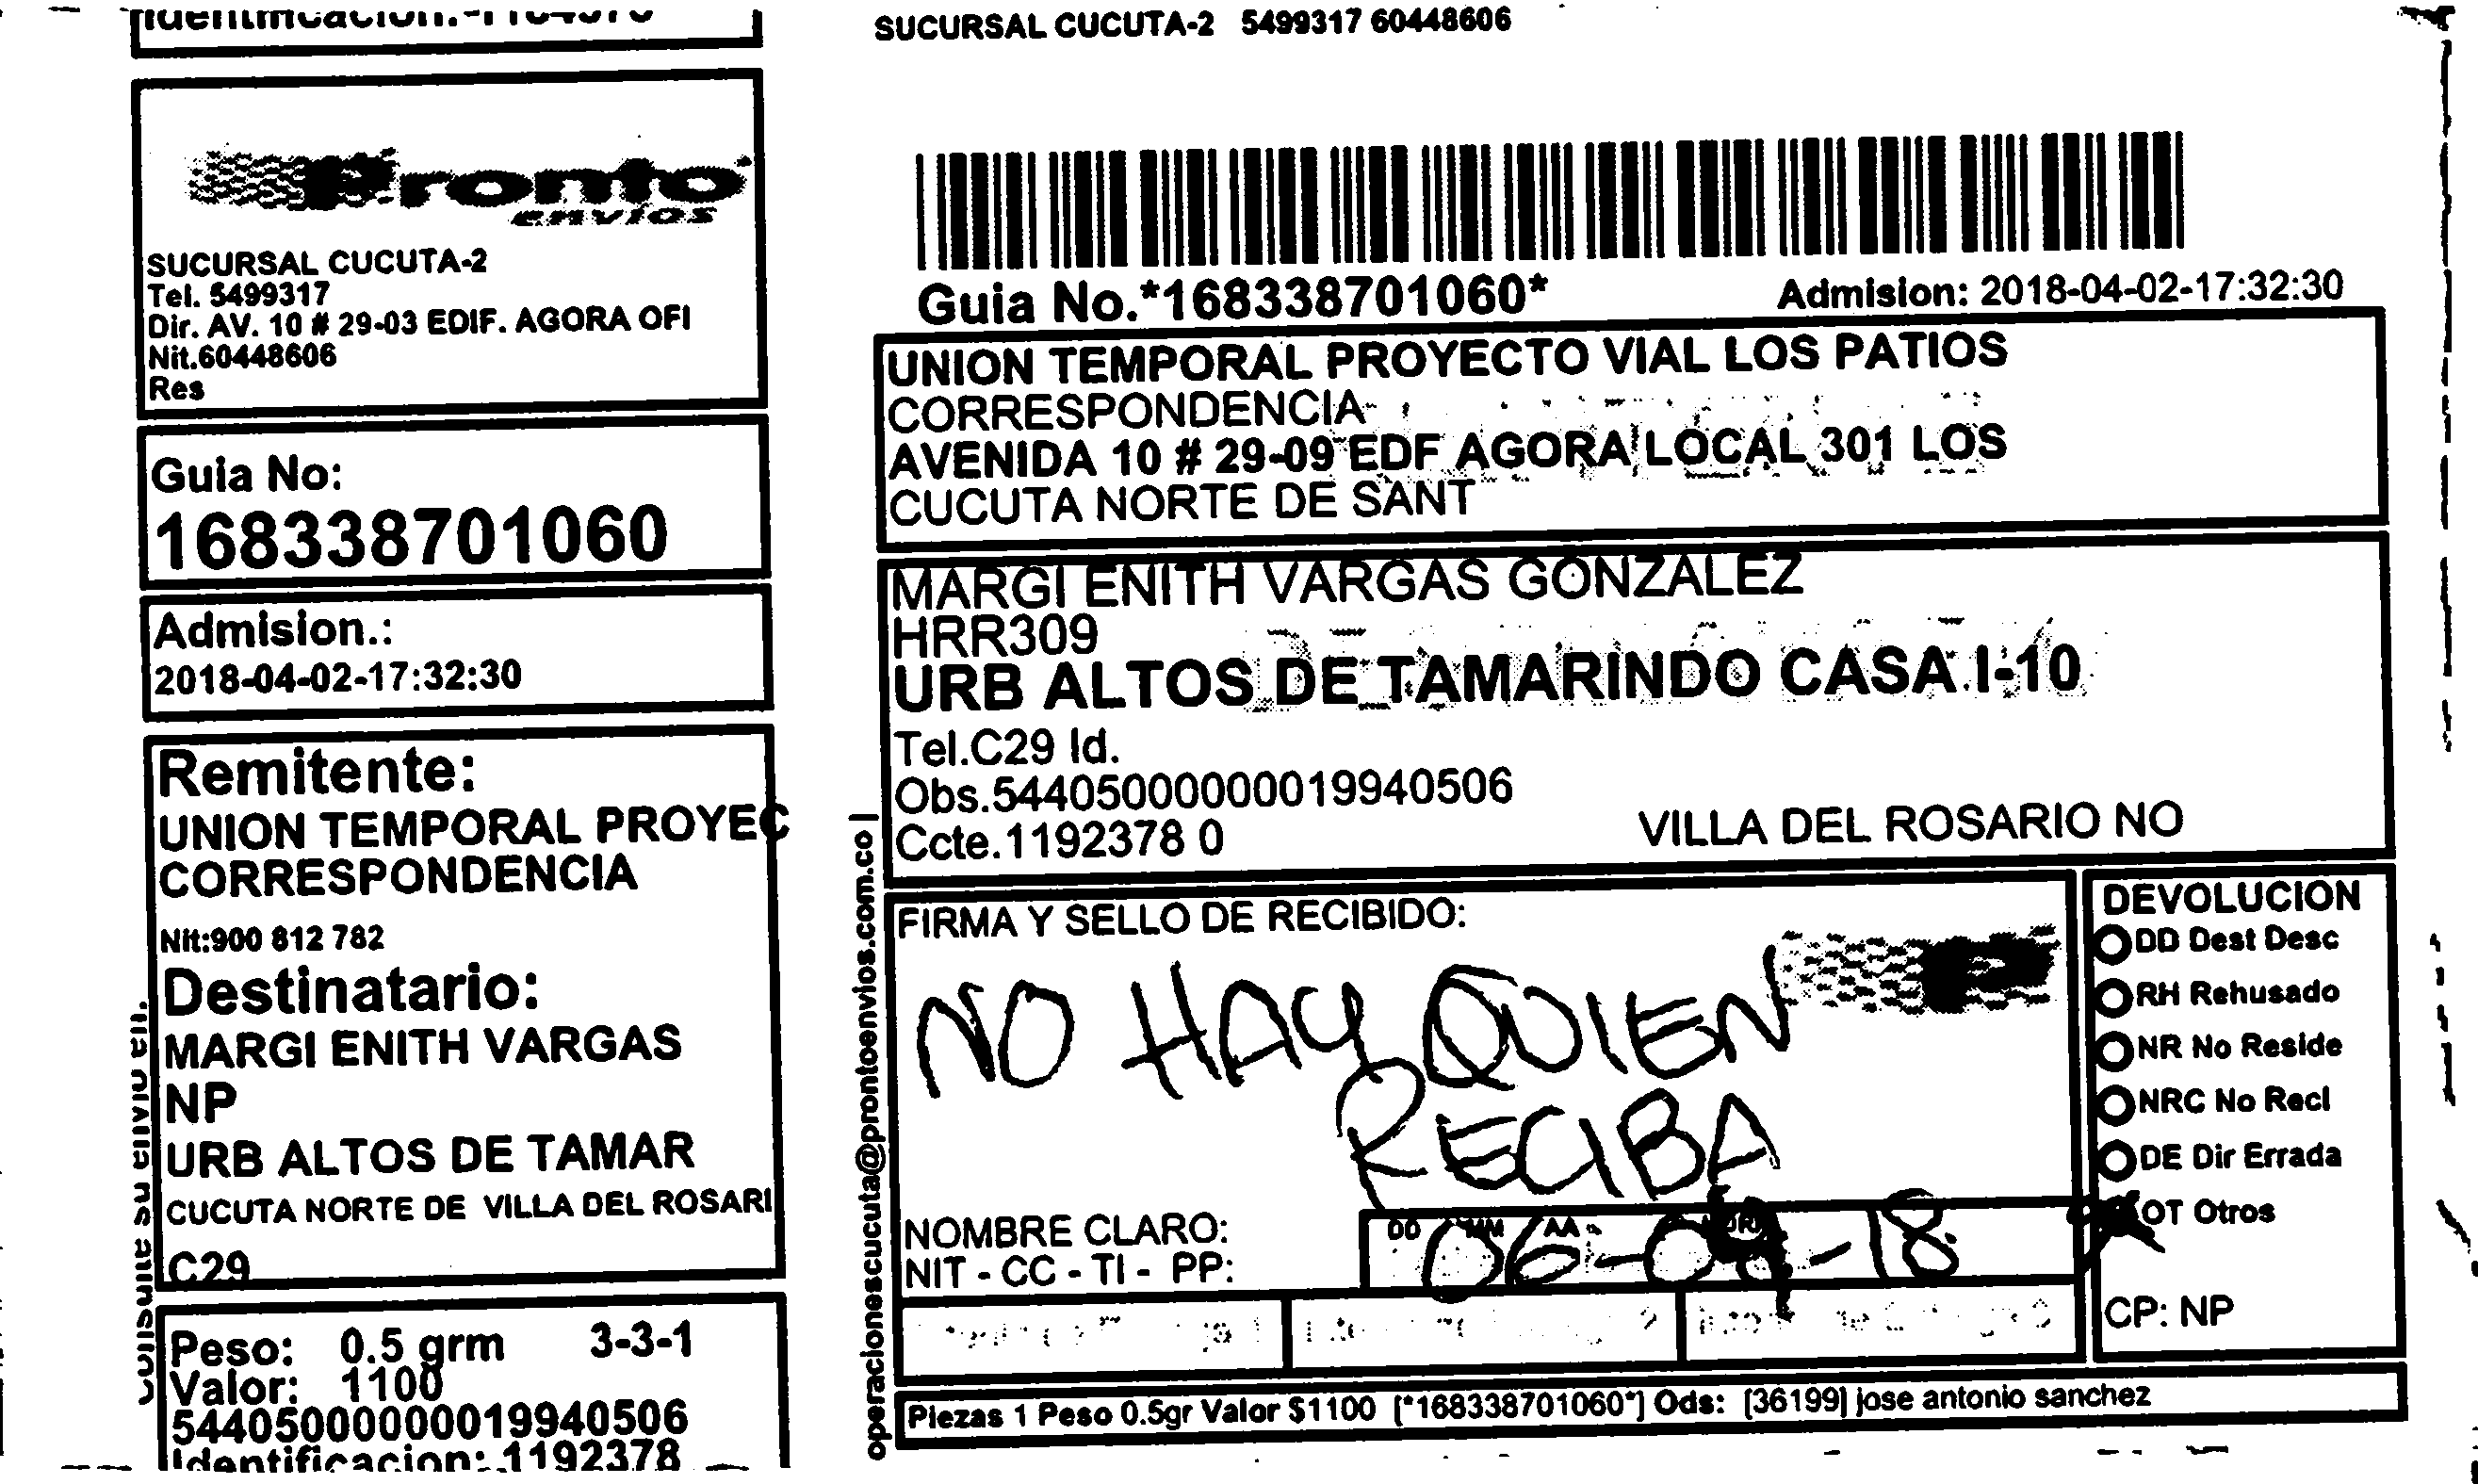 SUCURSAL CUCUTA-2 5499317 60448606
Pronto
envios
SUCURSAL CUCUTA-2
Tel. 5499317
Dir. AV. 10 # 29-03 EDIF. AGORA OFI
Nit.60448606
Res
Guia No:
168338701060
Admision.:
2018-04-02-17:32:30
Remitente:
UNION TEMPORAL PROYEC
CORRESPONDENCIA
Nit:900 812 782
Destinatario:
MARGI ENITH VARGAS
NP
URB ALTOS DE TAMAR
CUCUTA NORTE DE VILLA DEL ROSARI
C29
Peso: 0.5 grm 3-3-1
Valor: 1100
544050000000019940506
Identificacion: 1192378
Consulte su envio en.
operacionescucuta@prontoenvios.com.co |
Guia No.*168338701060* Admision: 2018-04-02-17:32:30
UNION TEMPORAL PROYECTO VIAL LOS PATIOS
CORRESPONDENCIA
AVENIDA 10 # 29-09 EDF AGORA LOCAL 301 LOS
CUCUTA NORTE DE SANT
MARGI ENITH VARGAS GONZALEZ
HRR309
URB ALTOS DE TAMARINDO CASA I-10
Tel.C29 Id.
Obs.544050000000019940506
Ccte.1192378 0 VILLA DEL ROSARIO NO
FIRMA Y SELLO DE RECIBIDO:
NO HAY QUIEN
RECIBA
NOMBRE CLARO:
NIT - CC - TI - PP:
DD MM AA
06-04-18
DEVOLUCION
DD Dest Desc
RH Rehusado
NR No Reside
NRC No Recl
DE Dir Errada
OT Otros
CP: NP
Piezas 1 Peso 0.5gr Valor $1100 [*168338701060*] Ods: [36199] jose antonio sanchez